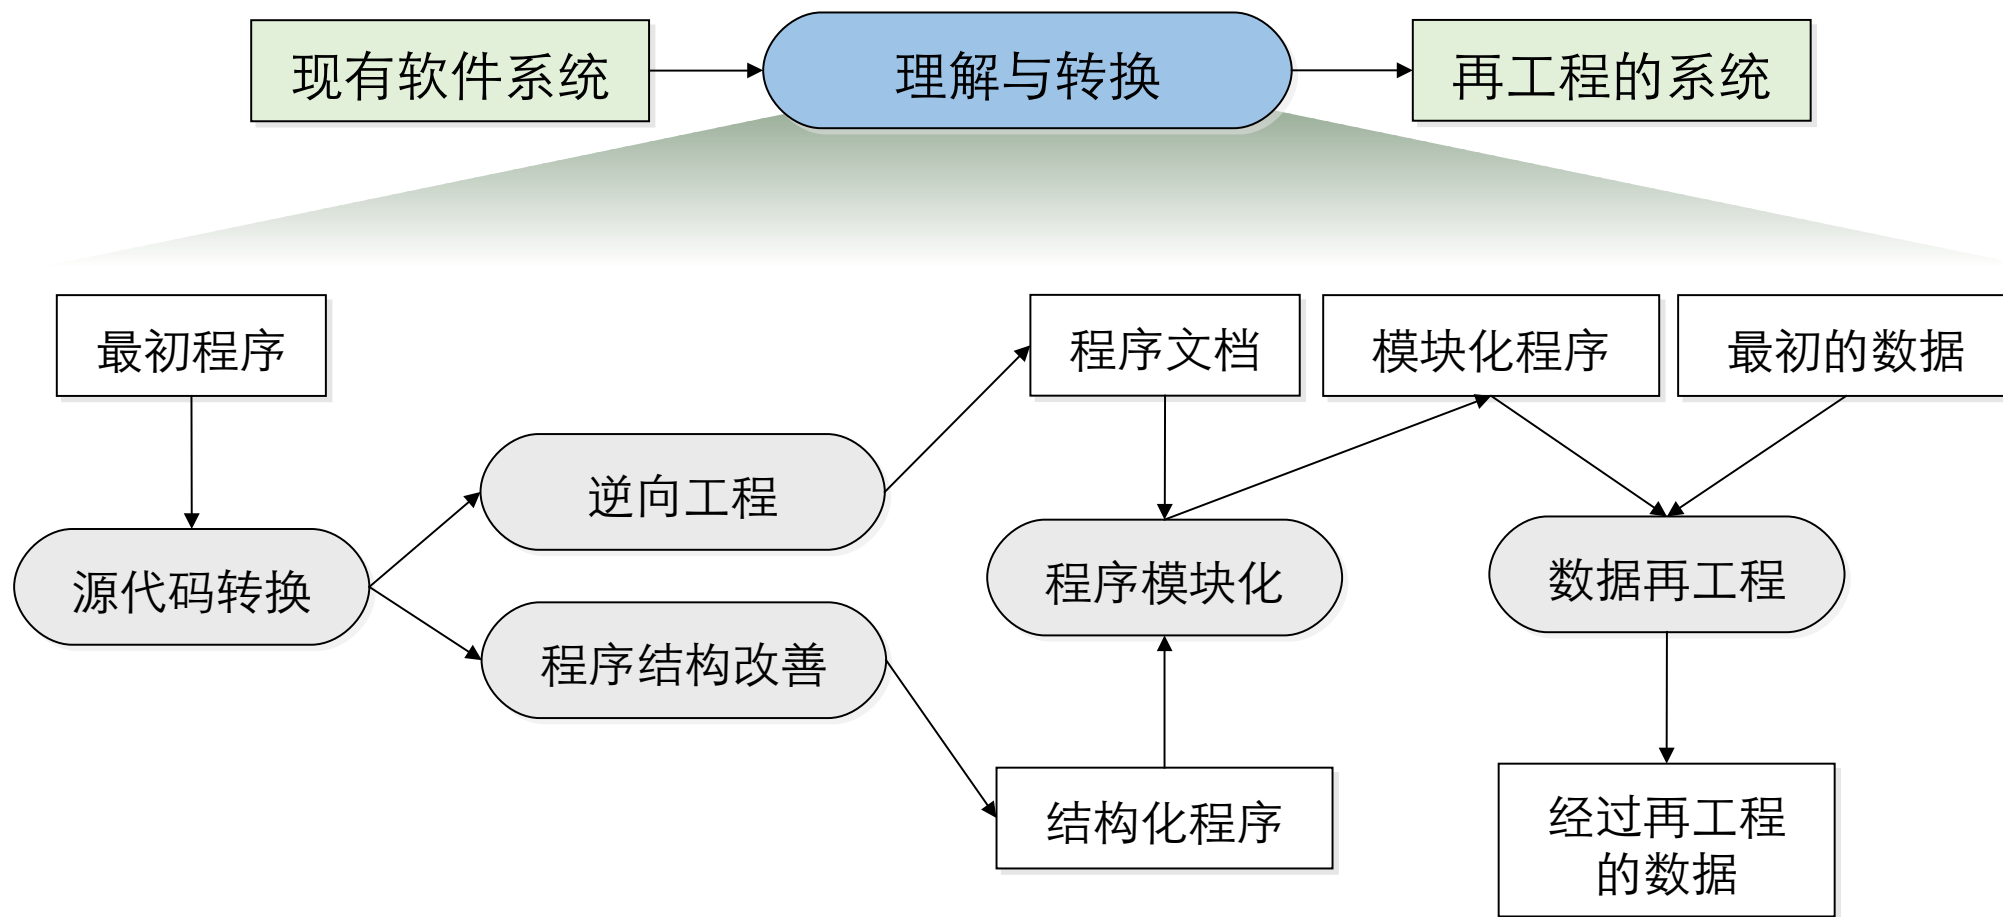 现有软件系统
理解与转换
再工程的系统
最初程序
程序文档
模块化程序
最初的数据
逆向工程
源代码转换
程序模块化
数据再工程
程序结构改善
结构化程序
经过再工程
的数据